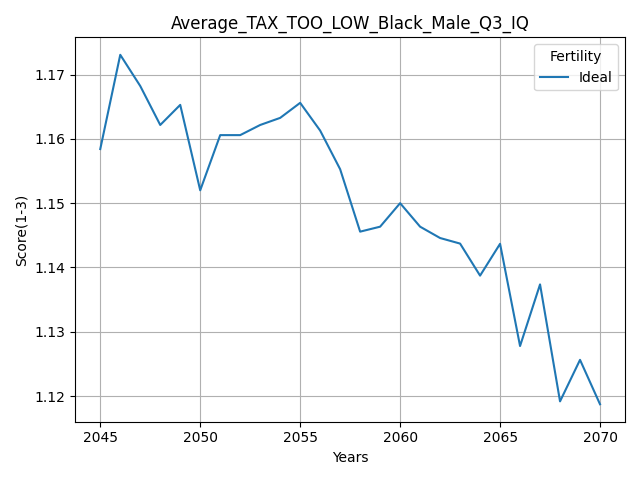 Average_TAX_TOO_LOW_Black_Male_Q3_IQ
Fertility
Ideal
Score(1-3)
1.17
1.16
1.15
1.14
1.13
1.12
2045
2050
2055
2060
2065
2070
Years